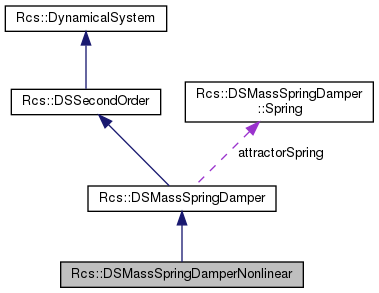 Rcs::DynamicalSystem
Rcs::DSSecondOrder
Rcs::DSMassSpringDamper
::Spring
attractorSpring
Rcs::DSMassSpringDamper
Rcs::DSMassSpringDamperNonlinear